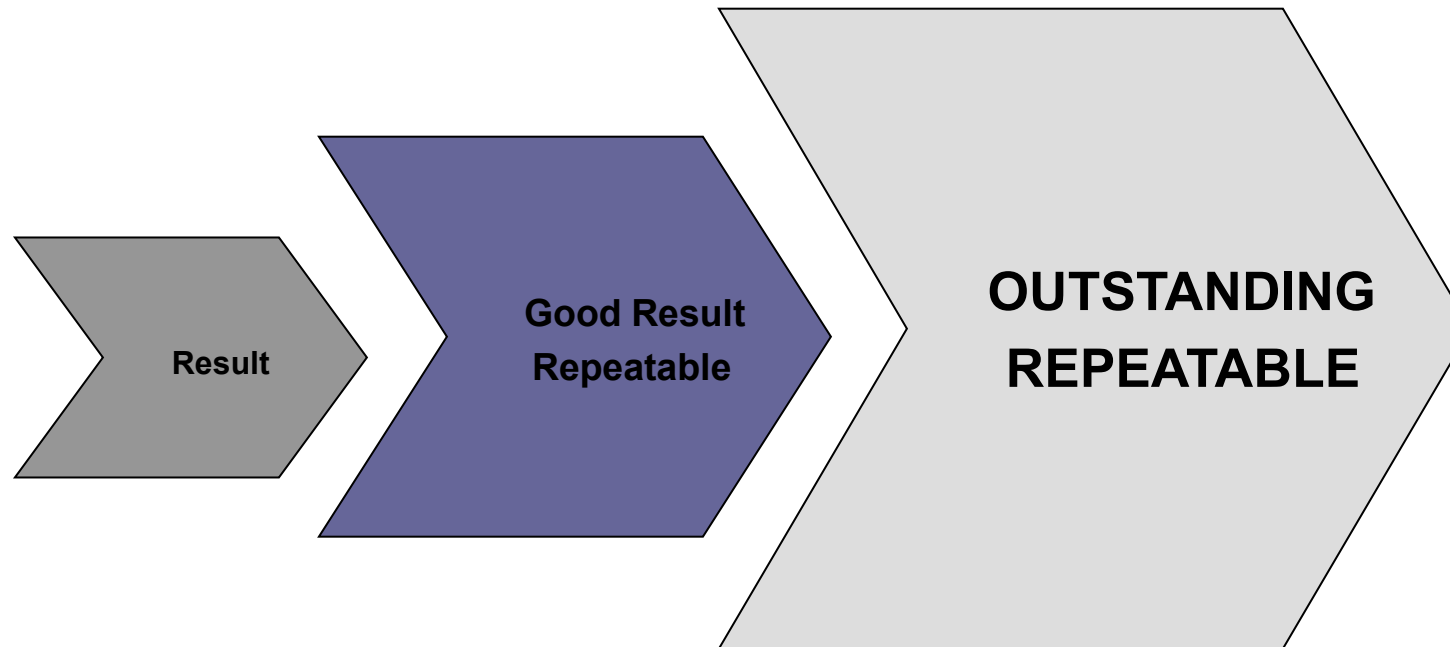 Result
Good Result
Repeatable
OUTSTANDING
REPEATABLE